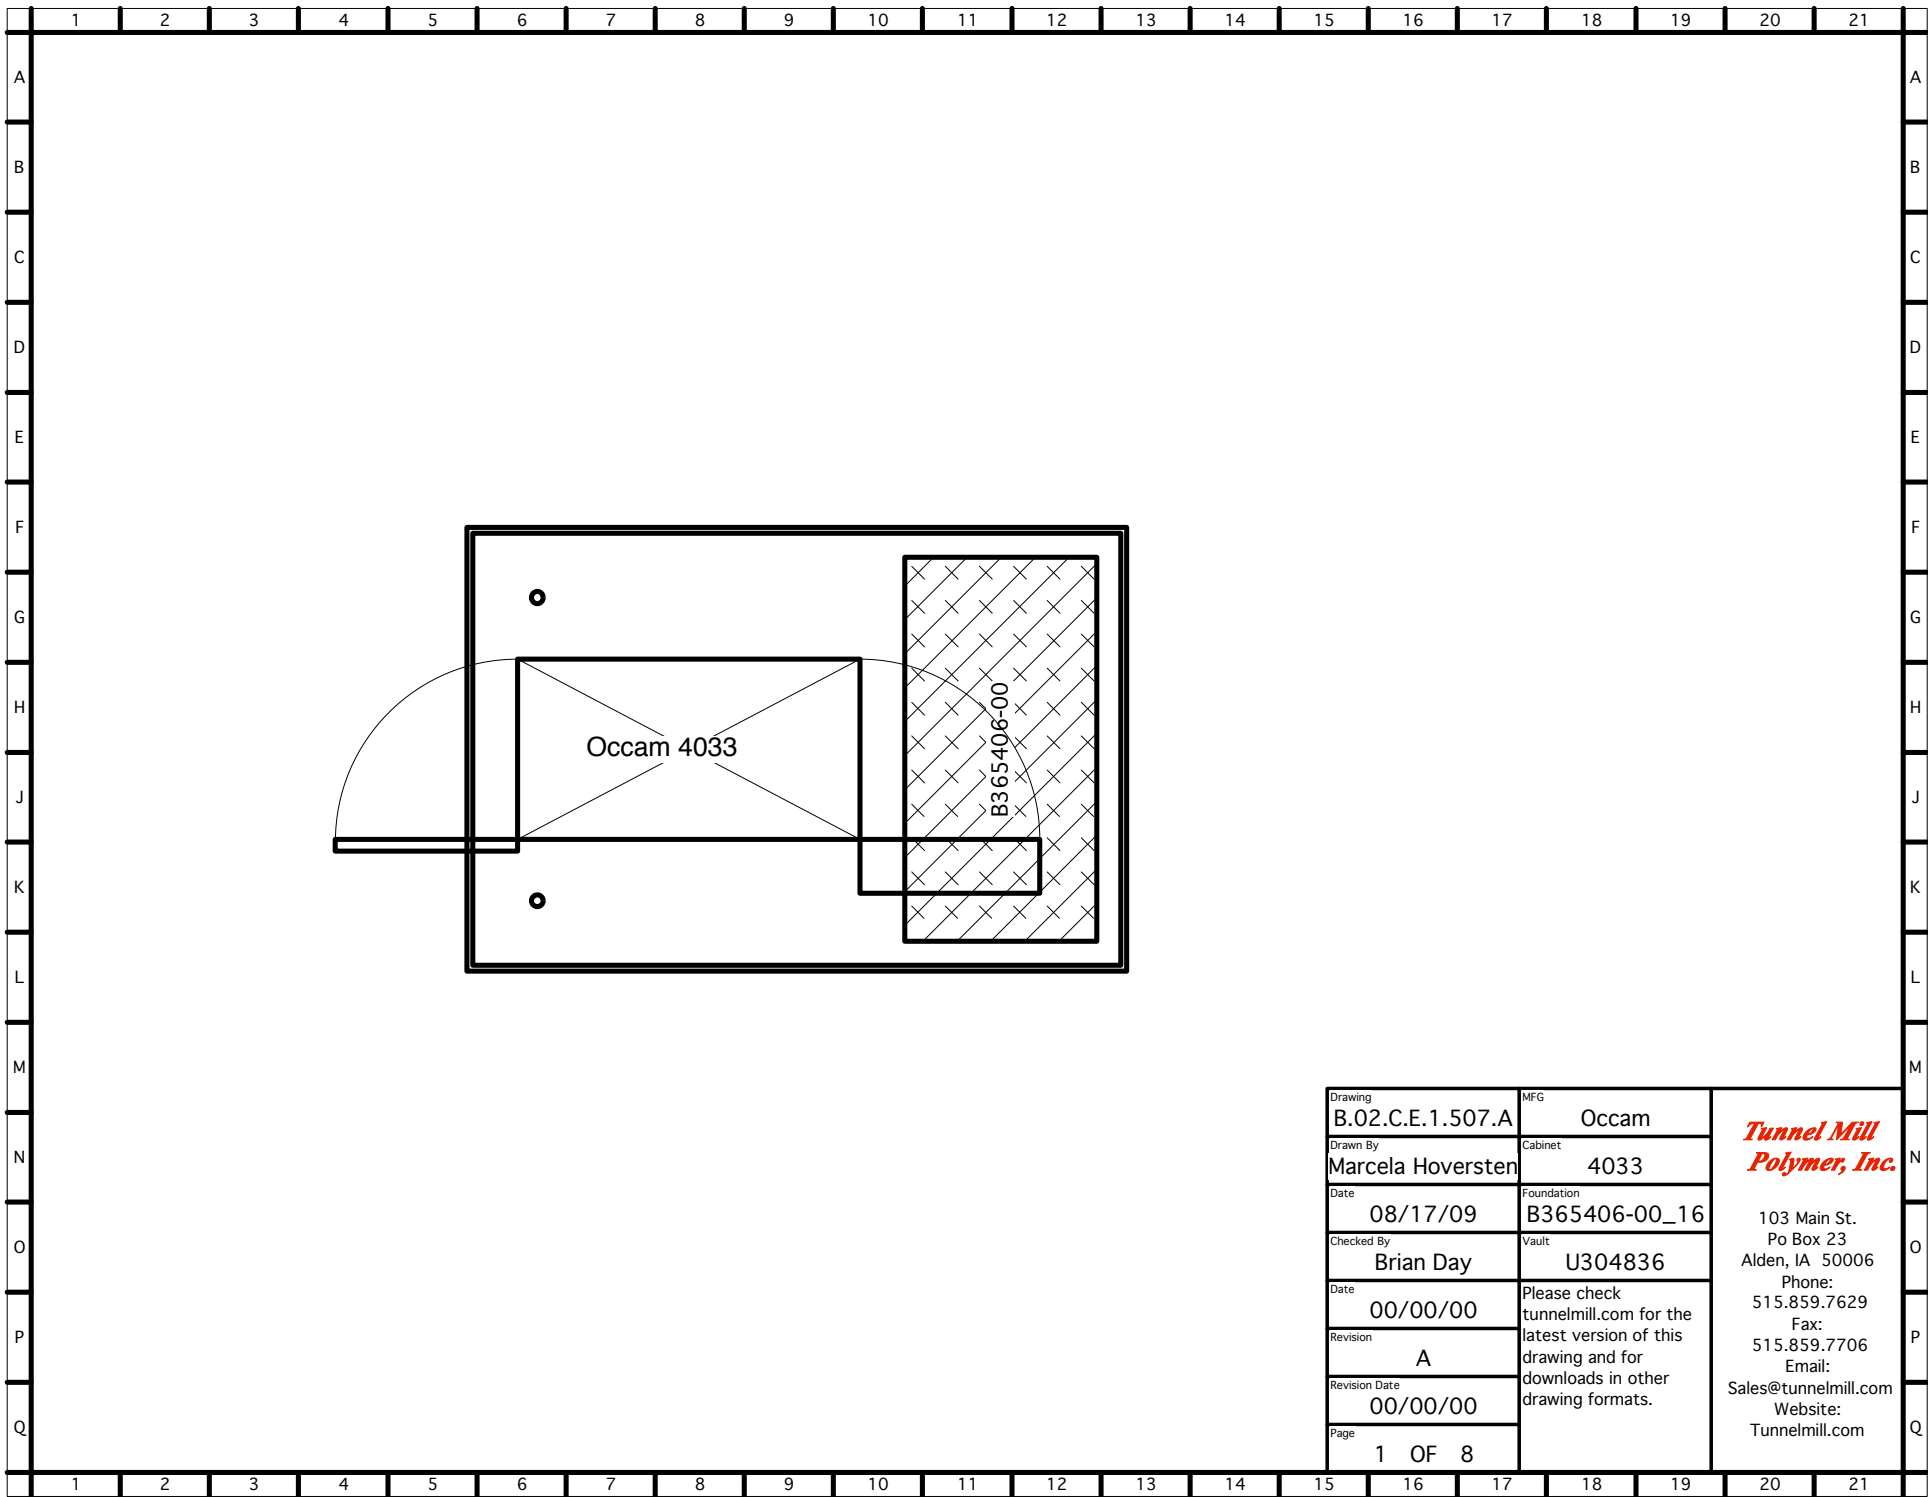 1 2 3 4 5 6 7 8 9 10 11 12 13 14 15 16 17 18 19 20 21
A A
B B
C C
D D
E E
F F
G G
H H
J J
K K
L L
M M
N N
O O
P P
Q Q
Occam 4033
B365406-00
Drawing
B.02.C.E.1.507.A
MFG
Occam
Drawn By
Marcela Hoversten
Cabinet
4033
Date
08/17/09
Foundation
B365406-00_16
Checked By
Brian Day
Vault
U304836
Date
00/00/00
Revision
A
Revision Date
00/00/00
Page
1 OF 8
Please check
tunnelmill.com for the
latest version of this
drawing and for
downloads in other
drawing formats.
Tunnel Mill
Polymer, Inc.
103 Main St.
Po Box 23
Alden, IA 50006
Phone:
515.859.7629
Fax:
515.859.7706
Email:
Sales@tunnelmill.com
Website:
Tunnelmill.com
1 2 3 4 5 6 7 8 9 10 11 12 13 14 15 16 17 18 19 20 21